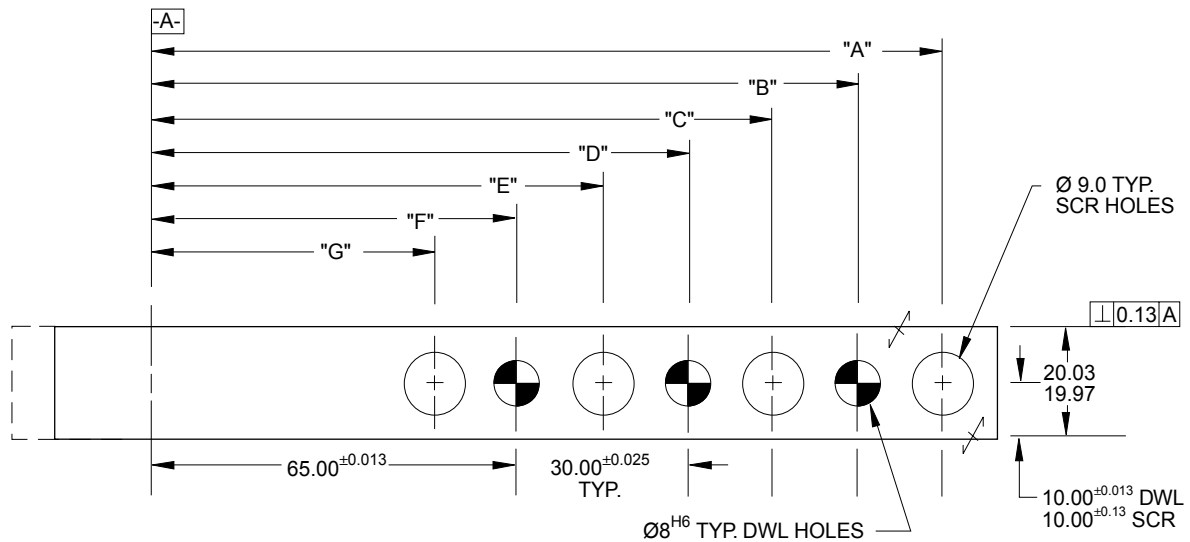 -A-
"A"
"B"
"C"
"D"
"E"
"F"
"G"
Ø 9.0 TYP.
SCR HOLES
⊥ 0.13 A
20.03
19.97
65.00±0.013
30.00±0.025
TYP.
10.00±0.013 DWL
10.00±0.13 SCR
Ø8H6 TYP. DWL HOLES